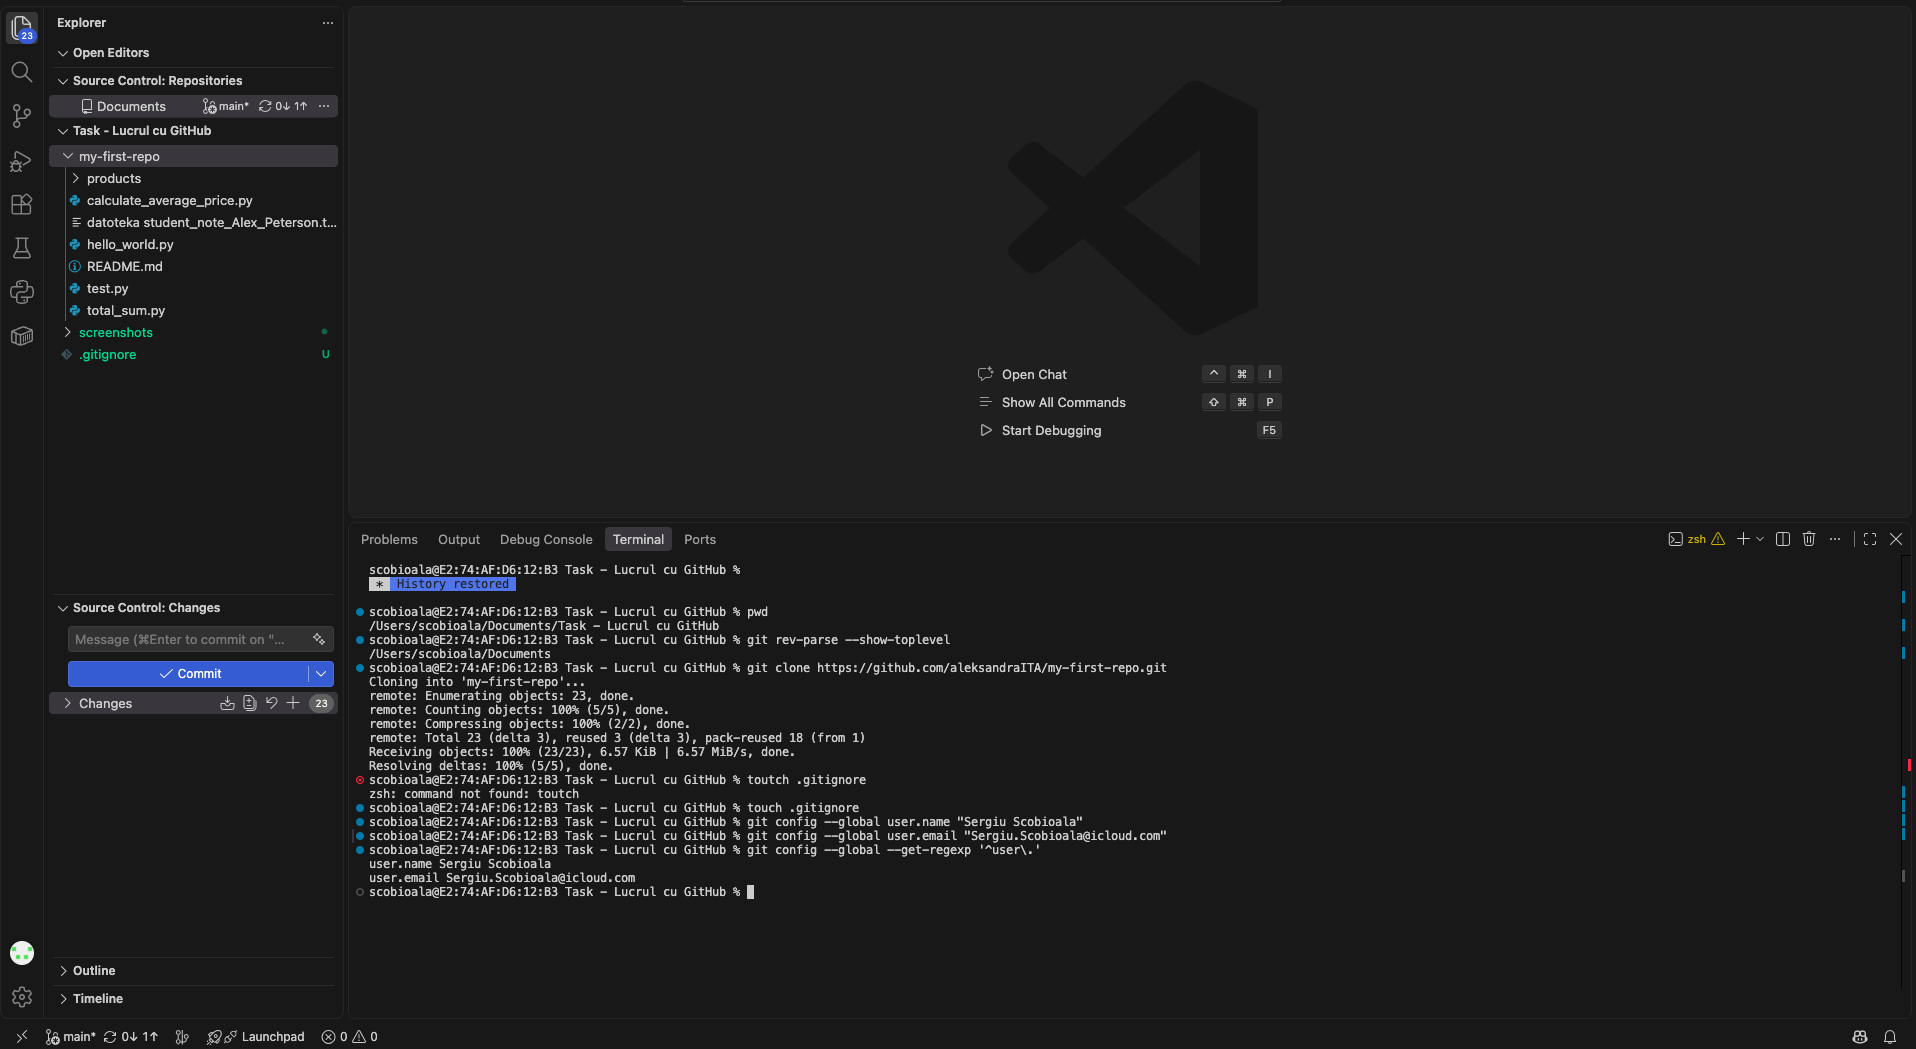 23
Explorer
Open Editors
Source Control: Repositories
Documents main* 0↓ 1↑
Task - Lucrul cu GitHub
my-first-repo
products
calculate_average_price.py
datoteka student_note_Alex_Peterson.t...
hello_world.py
README.md
test.py
total_sum.py
screenshots
.gitignore U
Source Control: Changes
Message (⌘Enter to commit on "...
Commit
Changes 23
Outline
Timeline
Open Chat ^ ⌘ I
Show All Commands ⇧ ⌘ P
Start Debugging F5
Problems Output Debug Console Terminal Ports zsh
scobioala@E2:74:AF:D6:12:B3 Task - Lucrul cu GitHub %
* History restored
scobioala@E2:74:AF:D6:12:B3 Task - Lucrul cu GitHub % pwd
/Users/scobioala/Documents/Task - Lucrul cu GitHub
scobioala@E2:74:AF:D6:12:B3 Task - Lucrul cu GitHub % git rev-parse --show-toplevel
/Users/scobioala/Documents
scobioala@E2:74:AF:D6:12:B3 Task - Lucrul cu GitHub % git clone https://github.com/aleksandraITA/my-first-repo.git
Cloning into 'my-first-repo'...
remote: Enumerating objects: 23, done.
remote: Counting objects: 100% (5/5), done.
remote: Compressing objects: 100% (2/2), done.
remote: Total 23 (delta 3), reused 3 (delta 3), pack-reused 18 (from 1)
Receiving objects: 100% (23/23), 6.57 KiB | 6.57 MiB/s, done.
Resolving deltas: 100% (5/5), done.
scobioala@E2:74:AF:D6:12:B3 Task - Lucrul cu GitHub % toutch .gitignore
zsh: command not found: toutch
scobioala@E2:74:AF:D6:12:B3 Task - Lucrul cu GitHub % touch .gitignore
scobioala@E2:74:AF:D6:12:B3 Task - Lucrul cu GitHub % git config --global user.name "Sergiu Scobioala"
scobioala@E2:74:AF:D6:12:B3 Task - Lucrul cu GitHub % git config --global user.email "Sergiu.Scobioala@icloud.com"
scobioala@E2:74:AF:D6:12:B3 Task - Lucrul cu GitHub % git config --global --get-regexp '^user\.'
user.name Sergiu Scobioala
user.email Sergiu.Scobioala@icloud.com
scobioala@E2:74:AF:D6:12:B3 Task - Lucrul cu GitHub %
main* 0↓ 1↑ Launchpad 0 0